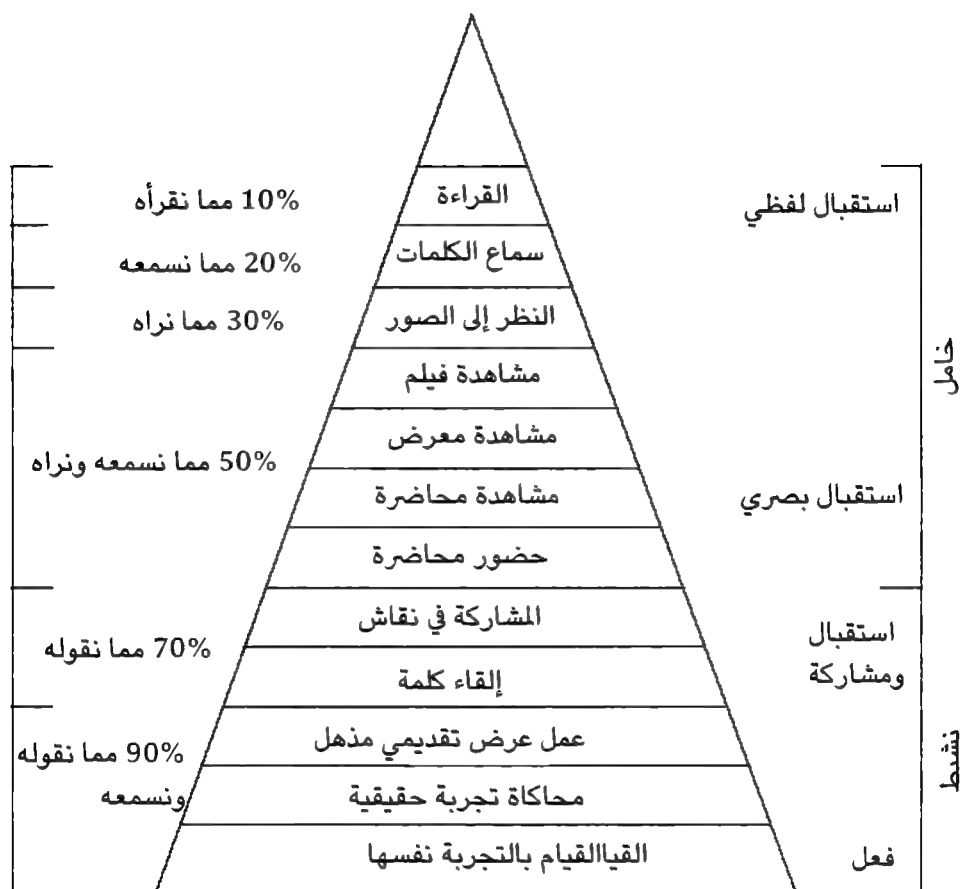 القراءة
سماع الكلمات
النظر إلى الصور
مشاهدة فيلم
مشاهدة معرض
مشاهدة محاضرة
حضور محاضرة
المشاركة في نقاش
إلقاء كلمة
عمل عرض تقديمي مذهل
محاكاة تجربة حقيقية
القياالقيام بالتجربة نفسها
استقبال لفظي
استقبال بصري
استقبال
ومشاركة
فعل
خامل
نشيط
10% مما نقرأه
20% مما نسمعه
30% مما نراه
50% مما نسمعه ونراه
70% مما نقوله
90% مما نقوله
ونسمعه